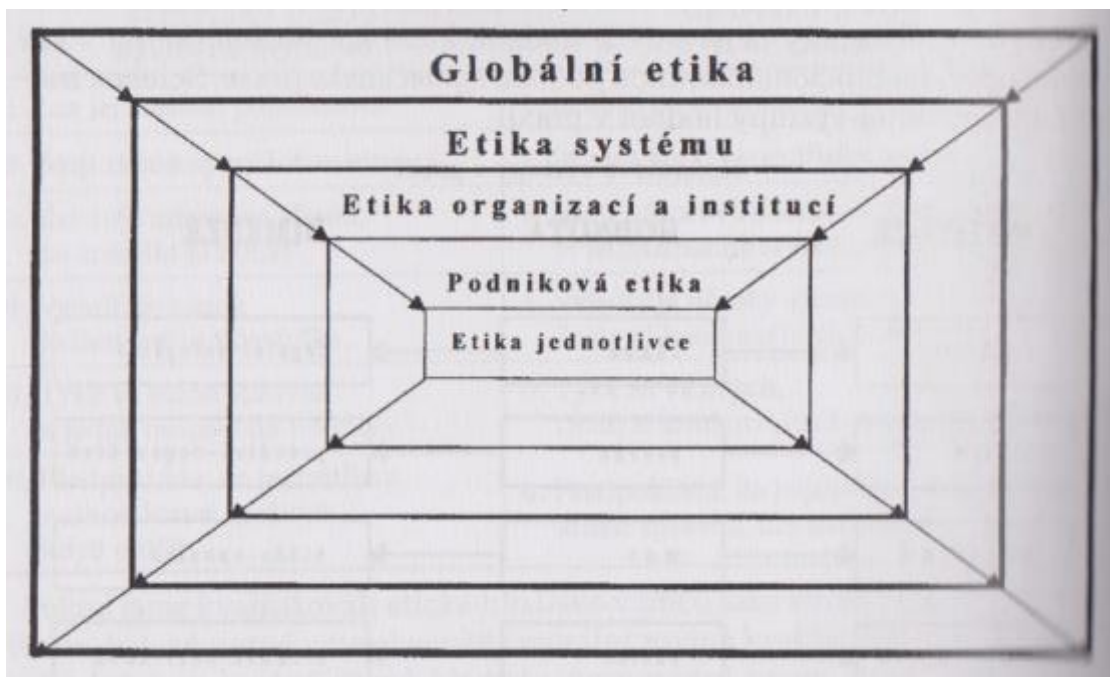 Globální etika
Etika systému
Etika organizací a institucí
Podniková etika
Etika jednotlivce